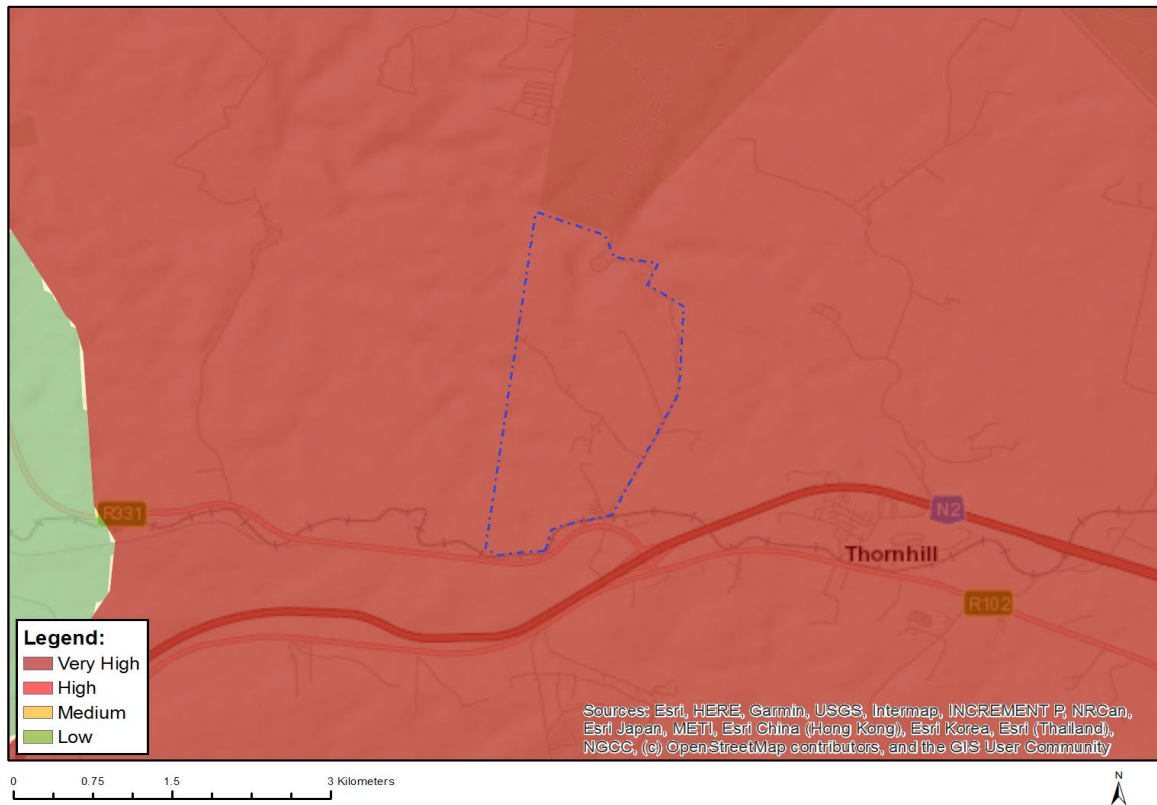 R331
N2
Thornhill
R102
Legend:
Very High
High
Medium
Low
Sources: Esri, HERE, Garmin, USGS, Intermap, INCREMENT P, NRCan,
Esri Japan, METI, Esri China (Hong Kong), Esri Korea, Esri (Thailand),
NGCC, (c) OpenStreetMap contributors, and the GIS User Community
0 0.75 1.5 3 Kilometers
N